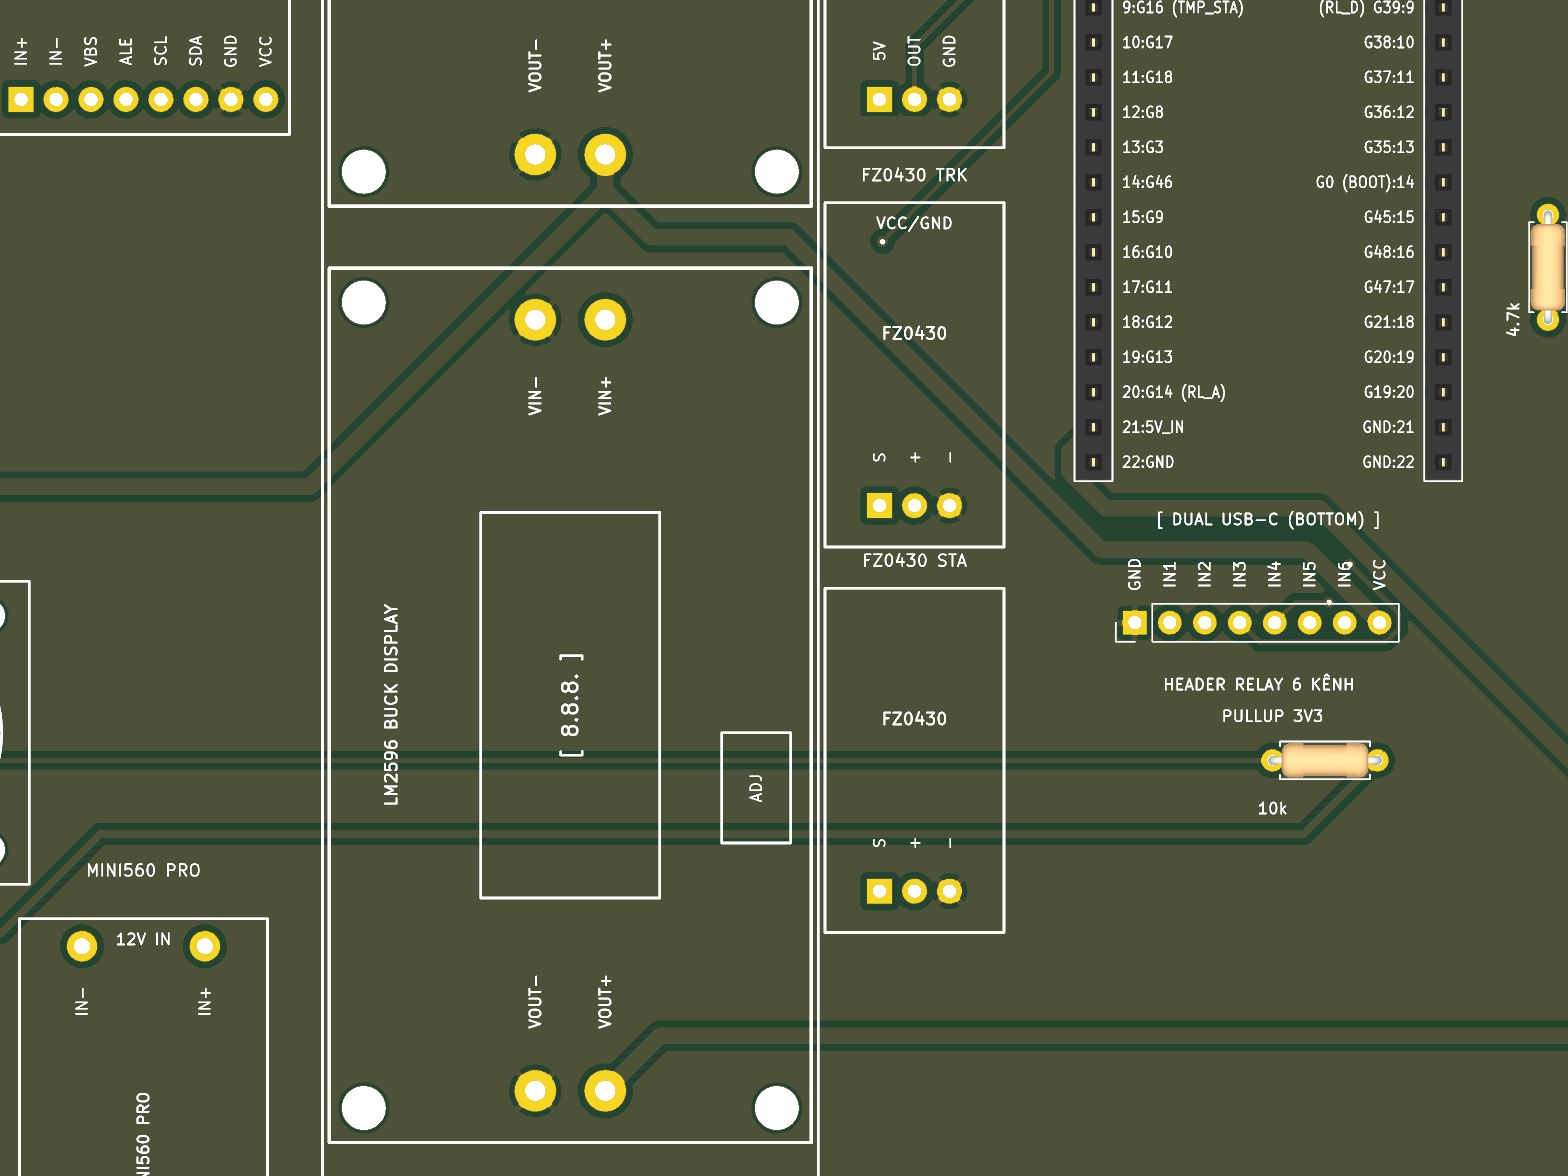 IN+
IN-
VBS
ALE
SCL
SDA
GND
VCC
VOUT-
VOUT+
5V
OUT
GND
FZ0430 TRK
9:G16 (TMP_STA)
10:G17
11:G18
12:G8
13:G3
14:G46
15:G9
16:G10
17:G11
18:G12
19:G13
20:G14 (RL_A)
21:5V_IN
22:GND
(RL_D) G39:9
G38:10
G37:11
G36:12
G35:13
G0 (BOOT):14
G45:15
G48:16
G47:17
G21:18
G20:19
G19:20
GND:21
GND:22
4.7k
VCC/GND
FZ0430
S
+
-
FZ0430 STA
VIN-
VIN+
[ DUAL USB-C (BOTTOM) ]
GND
IN1
IN2
IN3
IN4
IN5
IN6
VCC
HEADER RELAY 6 KÊNH
PULLUP 3V3
10k
LM2596 BUCK DISPLAY
[ 8.8.8. ]
ADJ
FZ0430
S
+
-
VOUT-
VOUT+
MINI560 PRO
12V IN
IN-
IN+
NI560 PRO